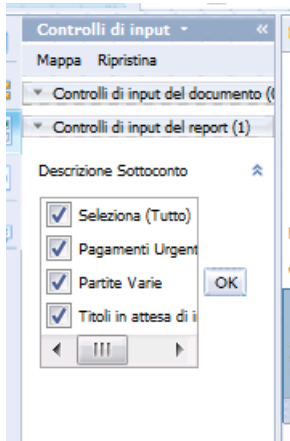 Controlli di input
Mappa Ripristina
Controlli di input del documento
Controlli di input del report (1)
Descrizione Sottoconto
Seleziona (Tutto)
Pagamenti Urgent
Partite Varie
OK
Titoli in attesa di i